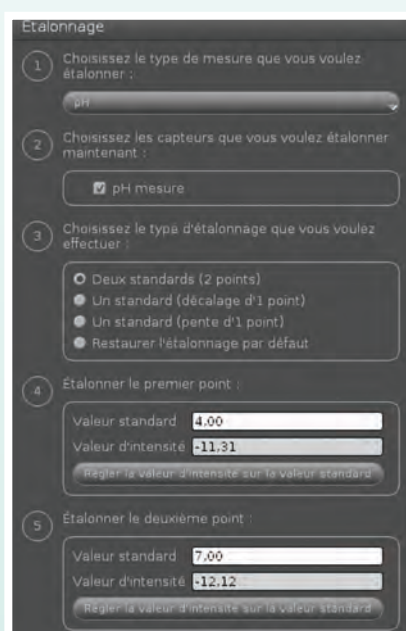 Etalonnage
1 Choisissez le type de mesure que vous voulez
étalonner :
pH
2 Choisissez les capteurs que vous voulez étalonner
maintenant :
pH mesure
3 Choisissez le type d'étalonnage que vous voulez
effectuer :
Deux standards (2 points)
Un standard (décalage d'1 point)
Un standard (pente d'1 point)
Restaurer l'étalonnage par défaut
4 Étalonner le premier point :
Valeur standard 4,00
Valeur d'intensité -11,31
Régler la valeur d'intensité sur la valeur standard
5 Étalonner le deuxième point :
Valeur standard 7,00
Valeur d'intensité -12,12
Régler la valeur d'intensité sur la valeur standard